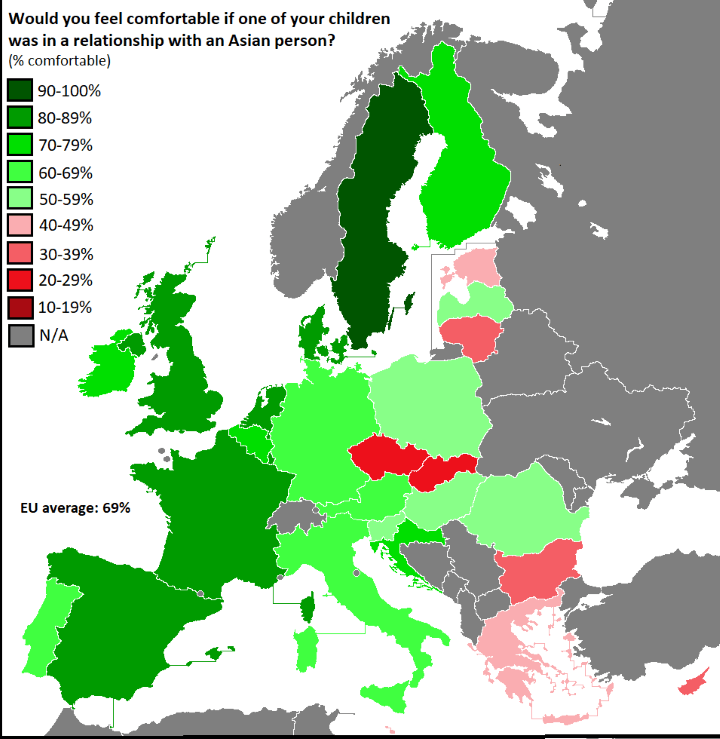 Would you feel comfortable if one of your children
was in a relationship with an Asian person?
(% comfortable)
90-100%
80-89%
70-79%
60-69%
50-59%
40-49%
30-39%
20-29%
10-19%
N/A
EU average: 69%